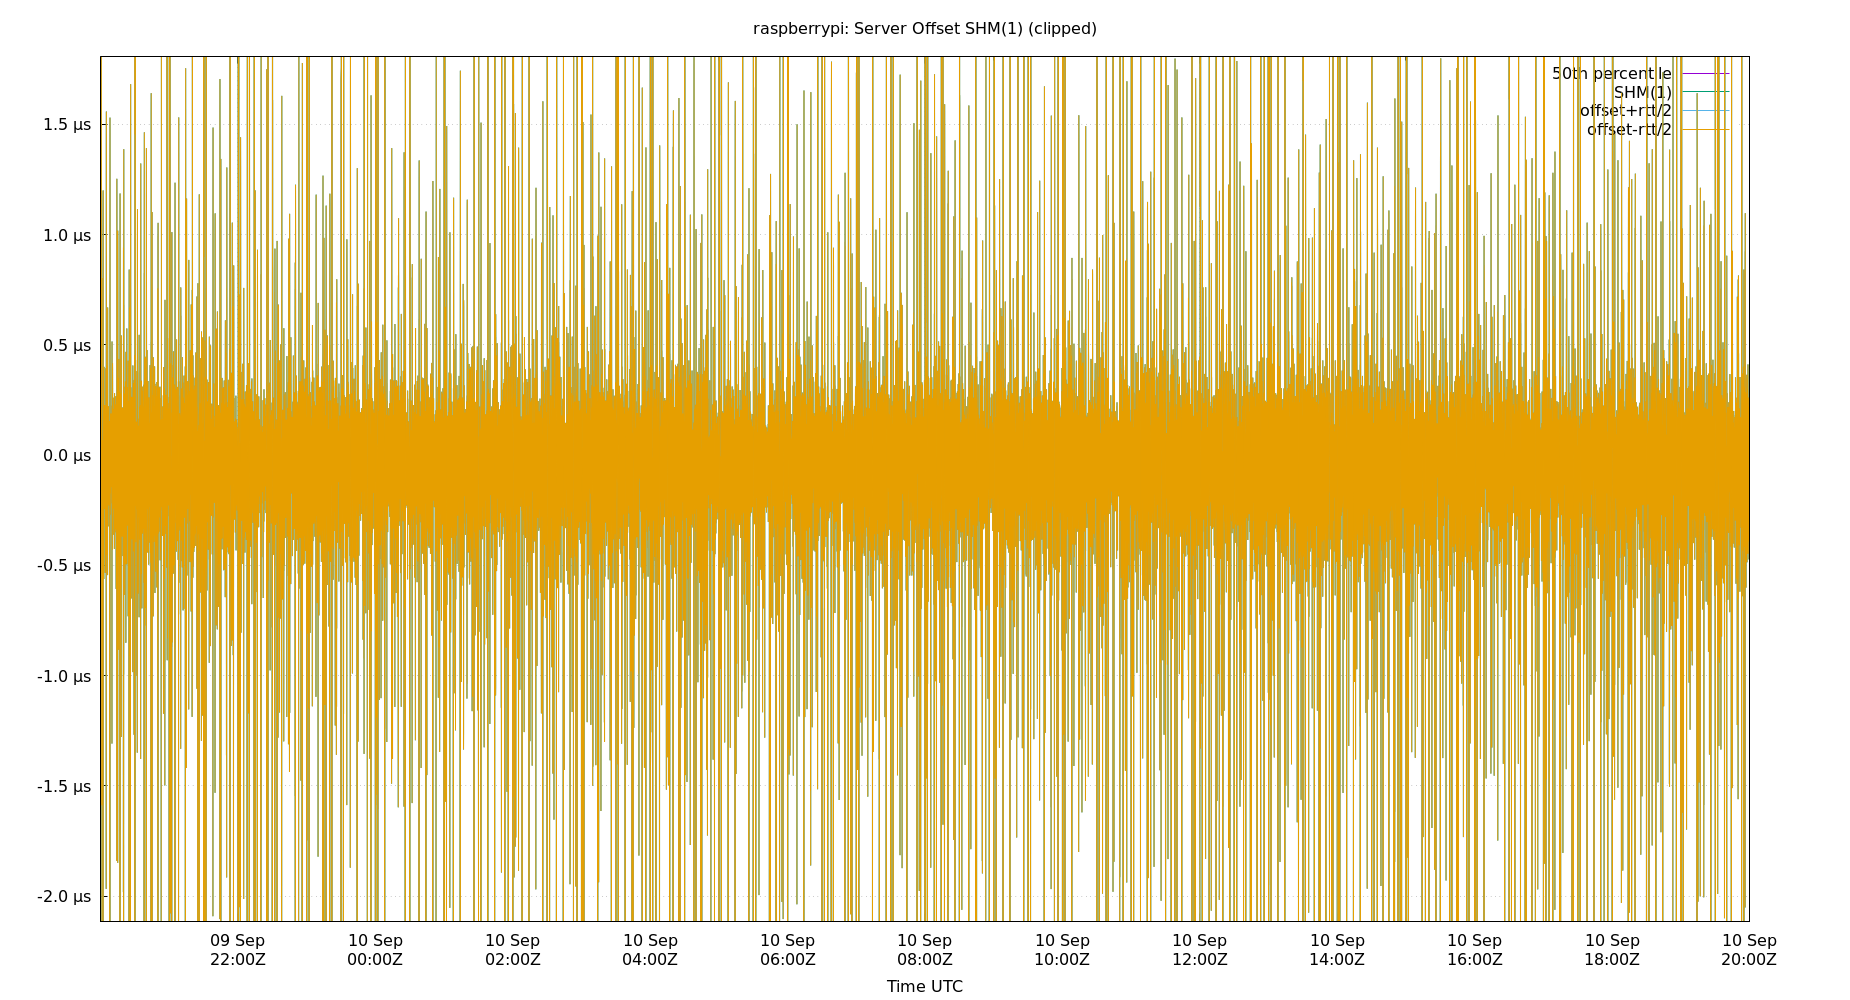 raspberrypi: Server Offset SHM(1) (clipped)
50th percentile
SHM(1)
offset+rtt/2
offset-rtt/2
1.5 µs
1.0 µs
0.5 µs
0.0 µs
-0.5 µs
-1.0 µs
-1.5 µs
-2.0 µs
09 Sep 10 Sep 10 Sep 10 Sep 10 Sep 10 Sep 10 Sep 10 Sep 10 Sep 10 Sep 10 Sep 10 Sep
22:00Z 00:00Z 02:00Z 04:00Z 06:00Z 08:00Z 10:00Z 12:00Z 14:00Z 16:00Z 18:00Z 20:00Z
Time UTC